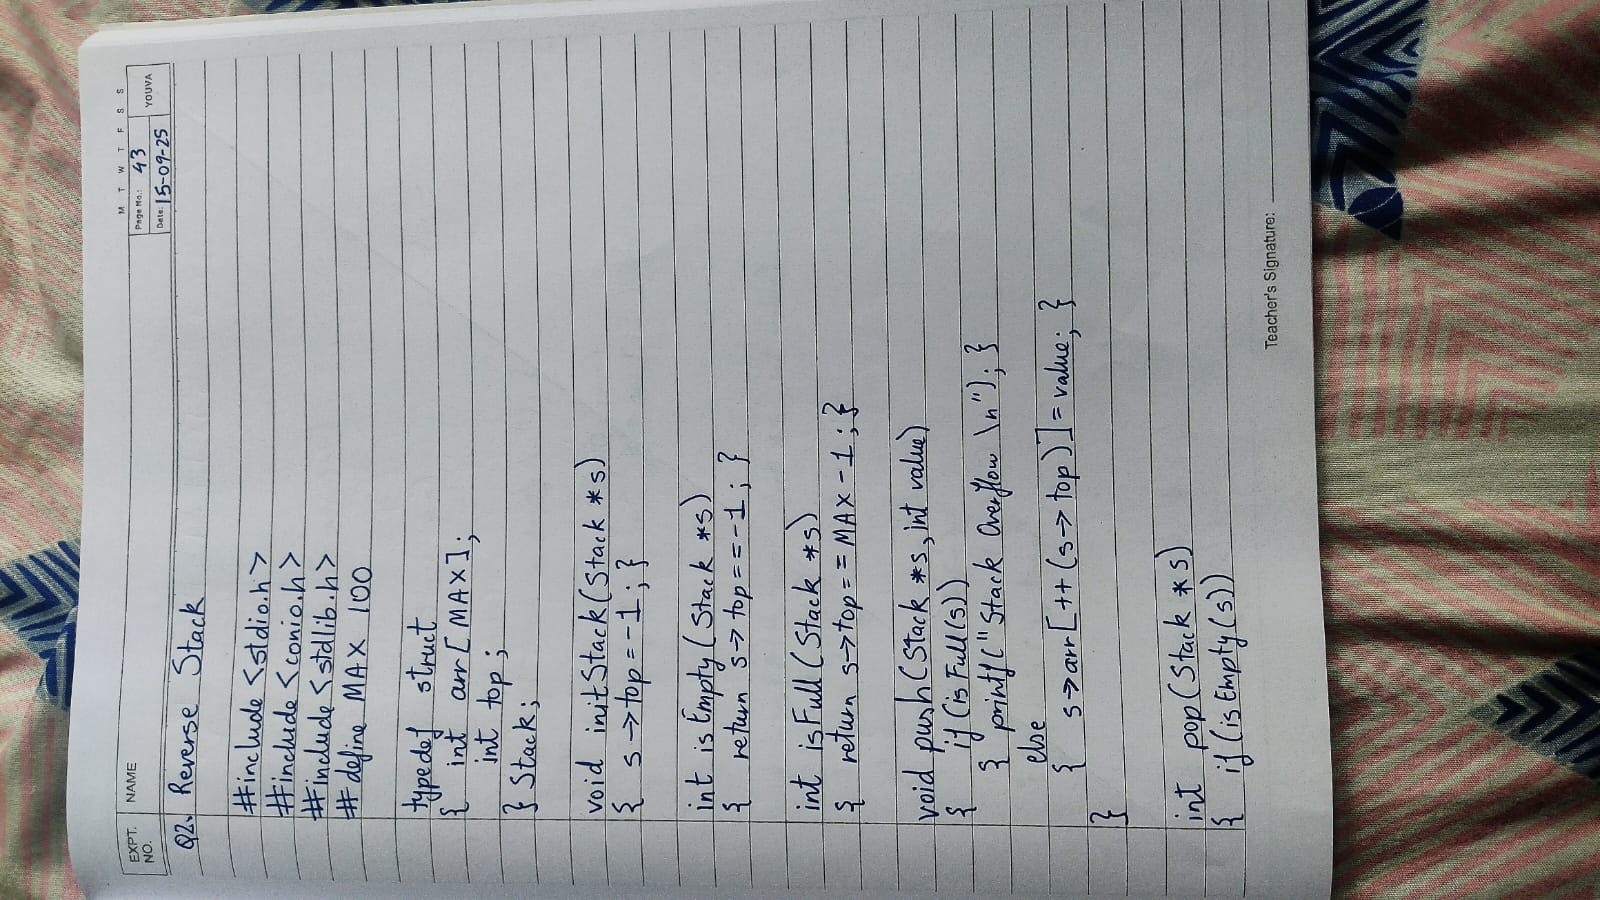 M T W T F S S
EXPT. NO. NAME Page No.: 43 YOUVA
Date: 15-09-25
Q2. Reverse Stack
#include <stdio.h>
#include <conio.h>
#include <stdlib.h>
# define MAX 100
typedef struct
{ int arr[MAX];
int top;
} Stack;
void initStack(Stack *s)
{ s->top=-1; }
int isEmpty(Stack *s)
{ return s->top==-1; }
int isFull(Stack *s)
{ return s->top==MAX-1; }
void push(Stack *s, int value)
{ if(isFull(s))
{ printf("Stack Overflow \n"); }
else
{ s->arr[++(s->top)]=value; }
}
int pop(Stack *s)
{ if(isEmpty(s))
Teacher's Signature: